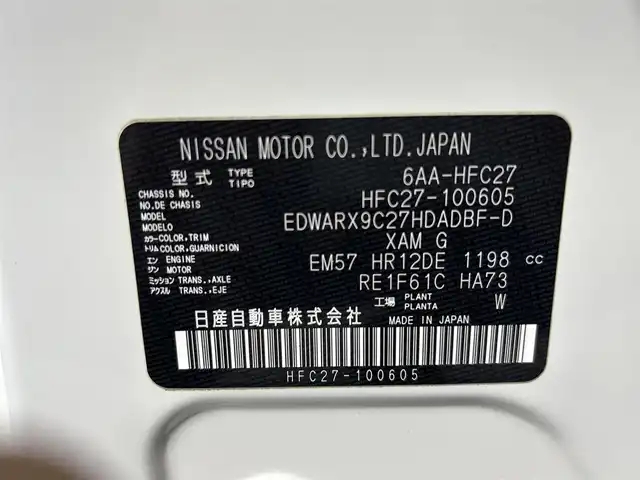 NISSAN MOTOR CO.,LTD.JAPAN
型式 TYPE TIPO 6AA-HFC27
CHASSIS NO. NO.DE CHASIS HFC27-100605
MODEL MODELO EDWARX9C27HDADBF-D
カラー COLOR,TRIM トリム COLOR,GUARNICION XAM G
エン ENGINE ジン MOTOR EM57 HR12DE 1198 cc
ミッション TRANS.,AXLE アクスル TRANS.,EJE RE1F61C HA73
工場 PLANT PLANTA W
日産自動車株式会社 MADE IN JAPAN
HFC27-100605